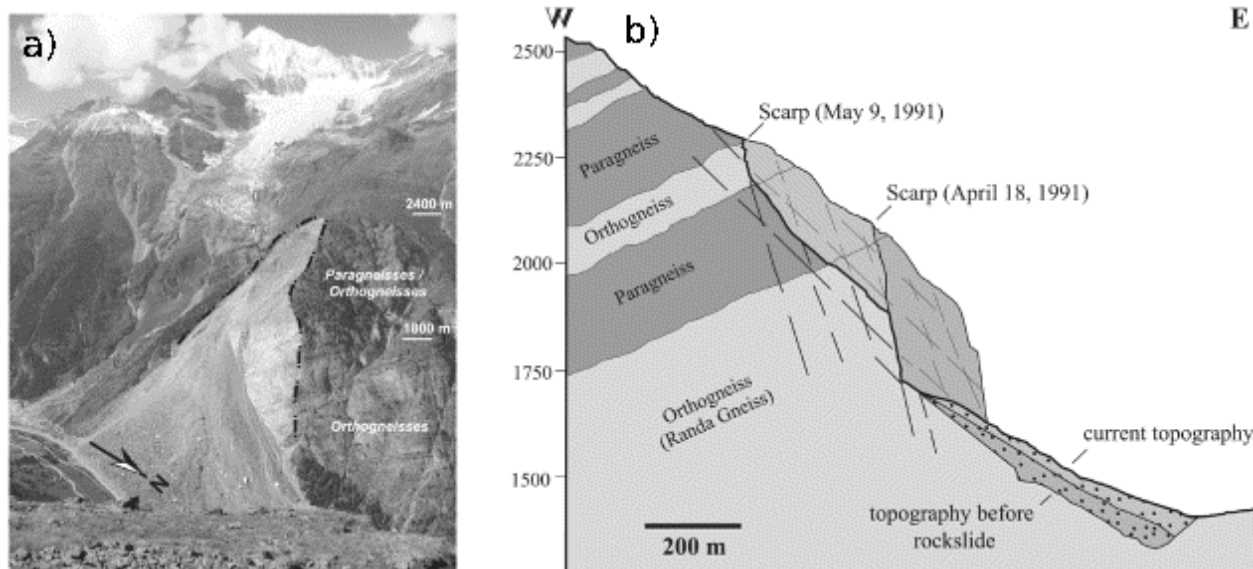 a)
2400 m
Paragneisses /
Orthogneisses
1800 m
Orthogneisses
N
W
b)
E
2500
2250
2000
1750
1500
Scarp (May 9, 1991)
Scarp (April 18, 1991)
Paragneiss
Orthogneiss
Paragneiss
Orthogneiss
(Randa Gneiss)
current topography
topography before
rockslide
200 m